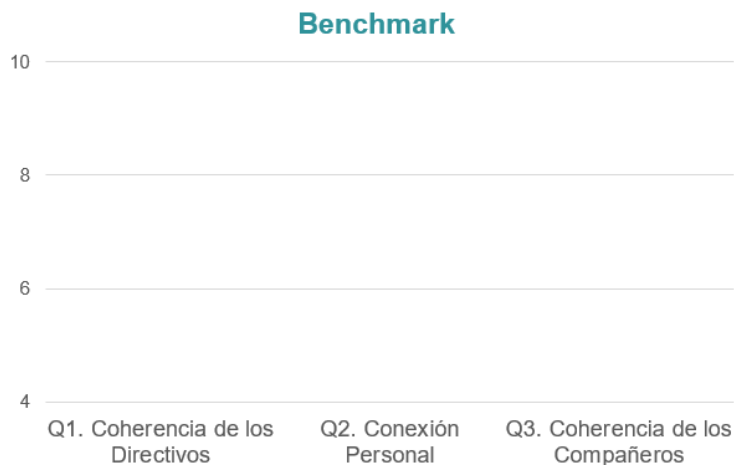 Benchmark
10
8
6
4
Q1. Coherencia de los
Directivos
Q2. Conexión
Personal
Q3. Coherencia de los
Compañeros